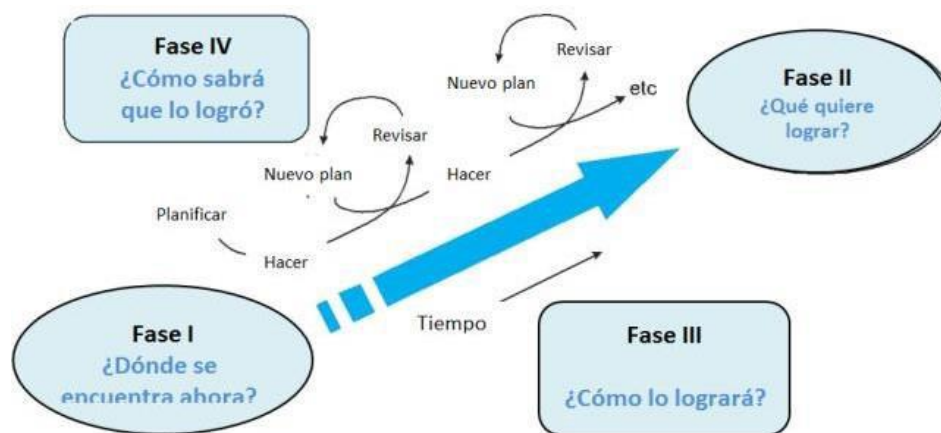 Fase IV
¿Cómo sabrá
que lo logró?
Revisar
Nuevo plan
etc
Fase II
¿Qué quiere
lograr?
Revisar
Nuevo plan
Hacer
Planificar
Hacer
Tiempo
Fase I
¿Dónde se
encuentra ahora?
Fase III
¿Cómo lo logrará?